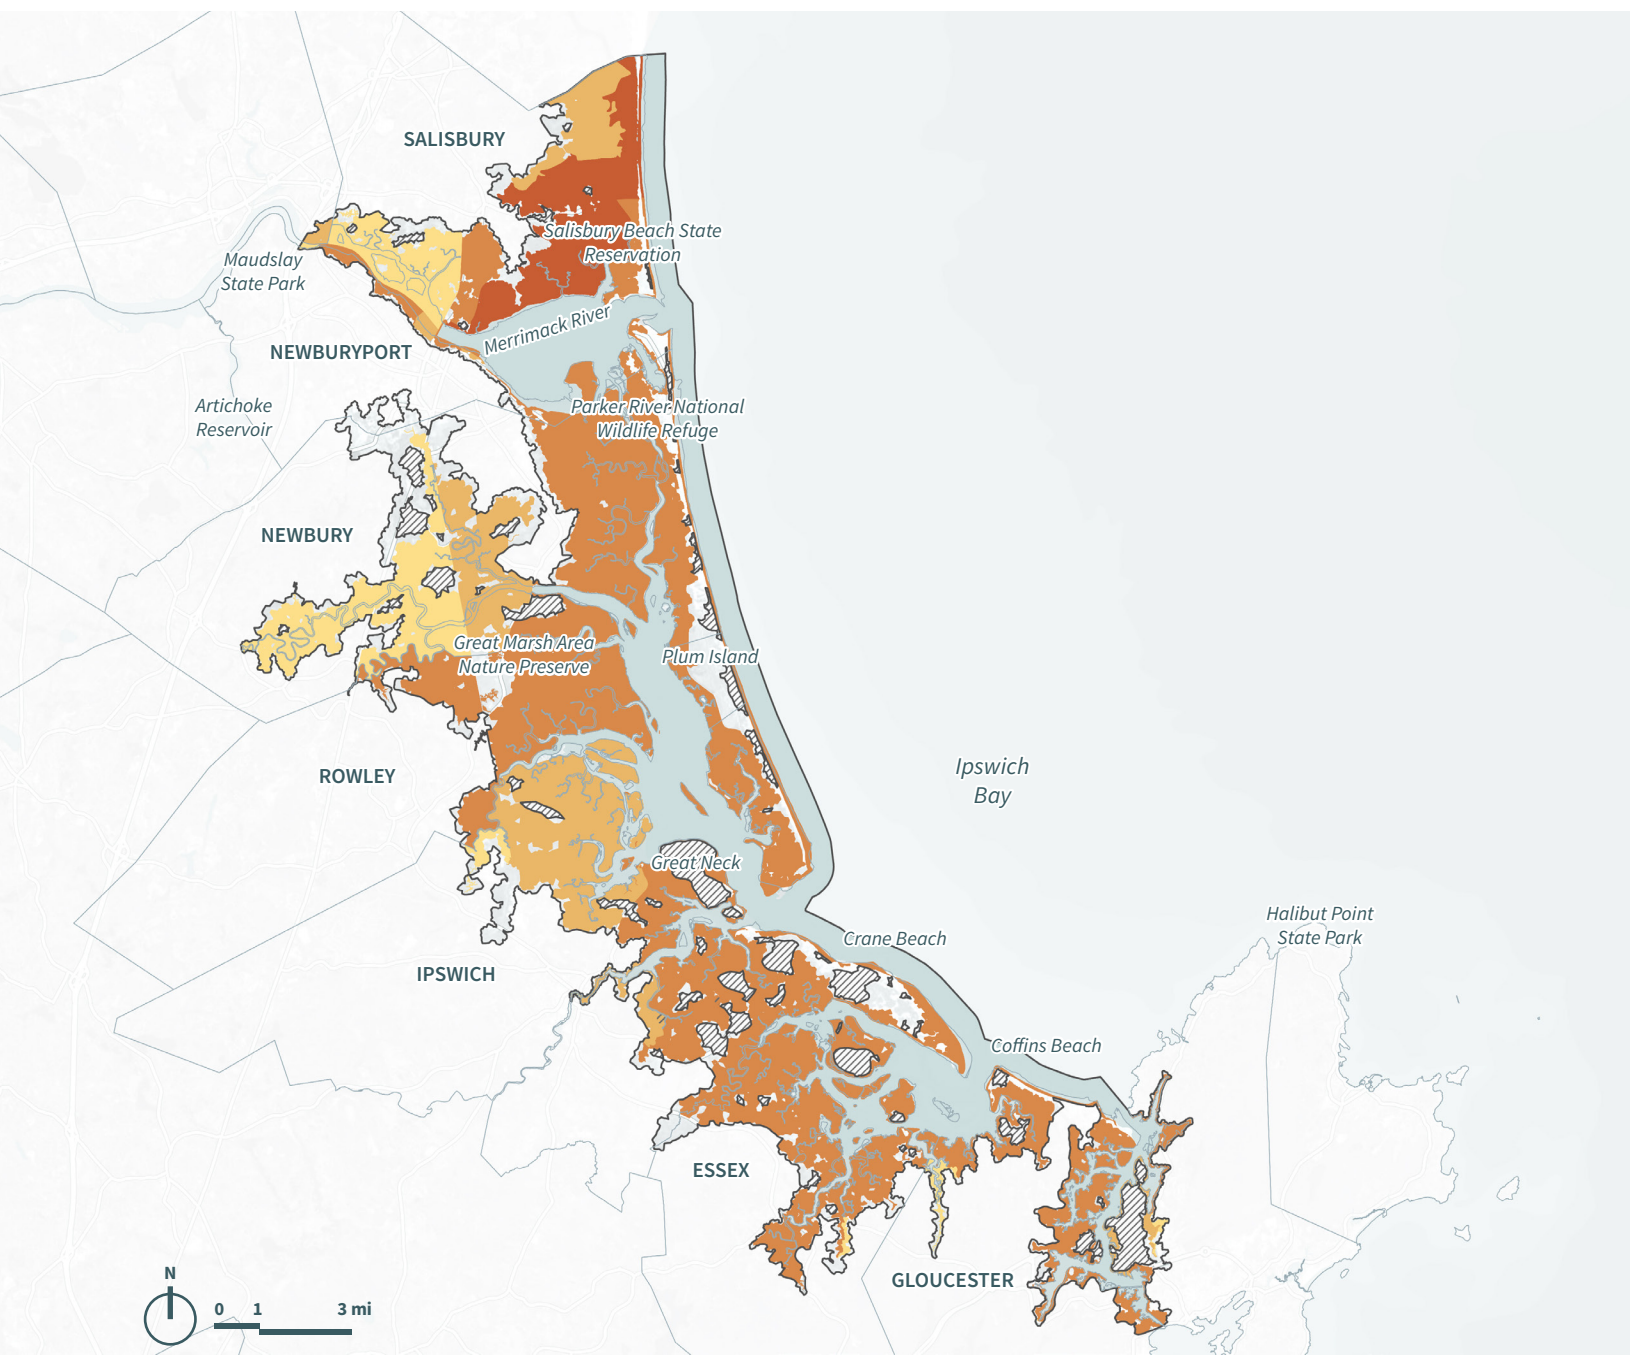 SALISBURY
Salisbury Beach State
Reservation
Maudslay
State Park
Merrimack River
NEWBURYPORT
Artichoke
Reservoir
Parker River National
Wildlife Refuge
NEWBURY
Great Marsh Area
Nature Preserve
Plum Island
ROWLEY
Ipswich
Bay
Great Neck
Halibut Point
State Park
Crane Beach
IPSWICH
Coffins Beach
ESSEX
GLOUCESTER
N
0 1 3 mi